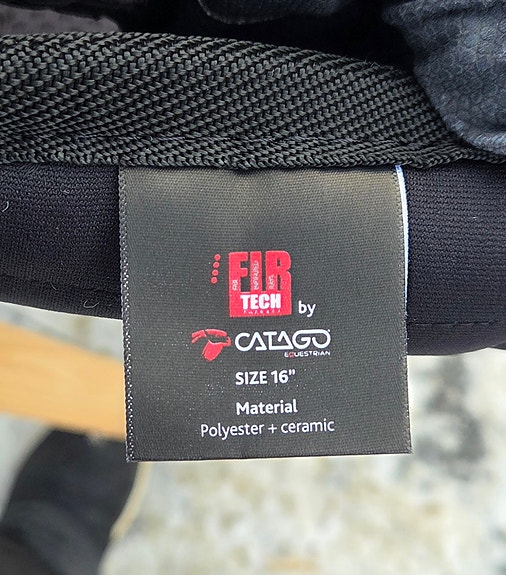 FIR
TECH
by
CATAGO
EQUESTRIAN
SIZE 16"
Material
Polyester + ceramic